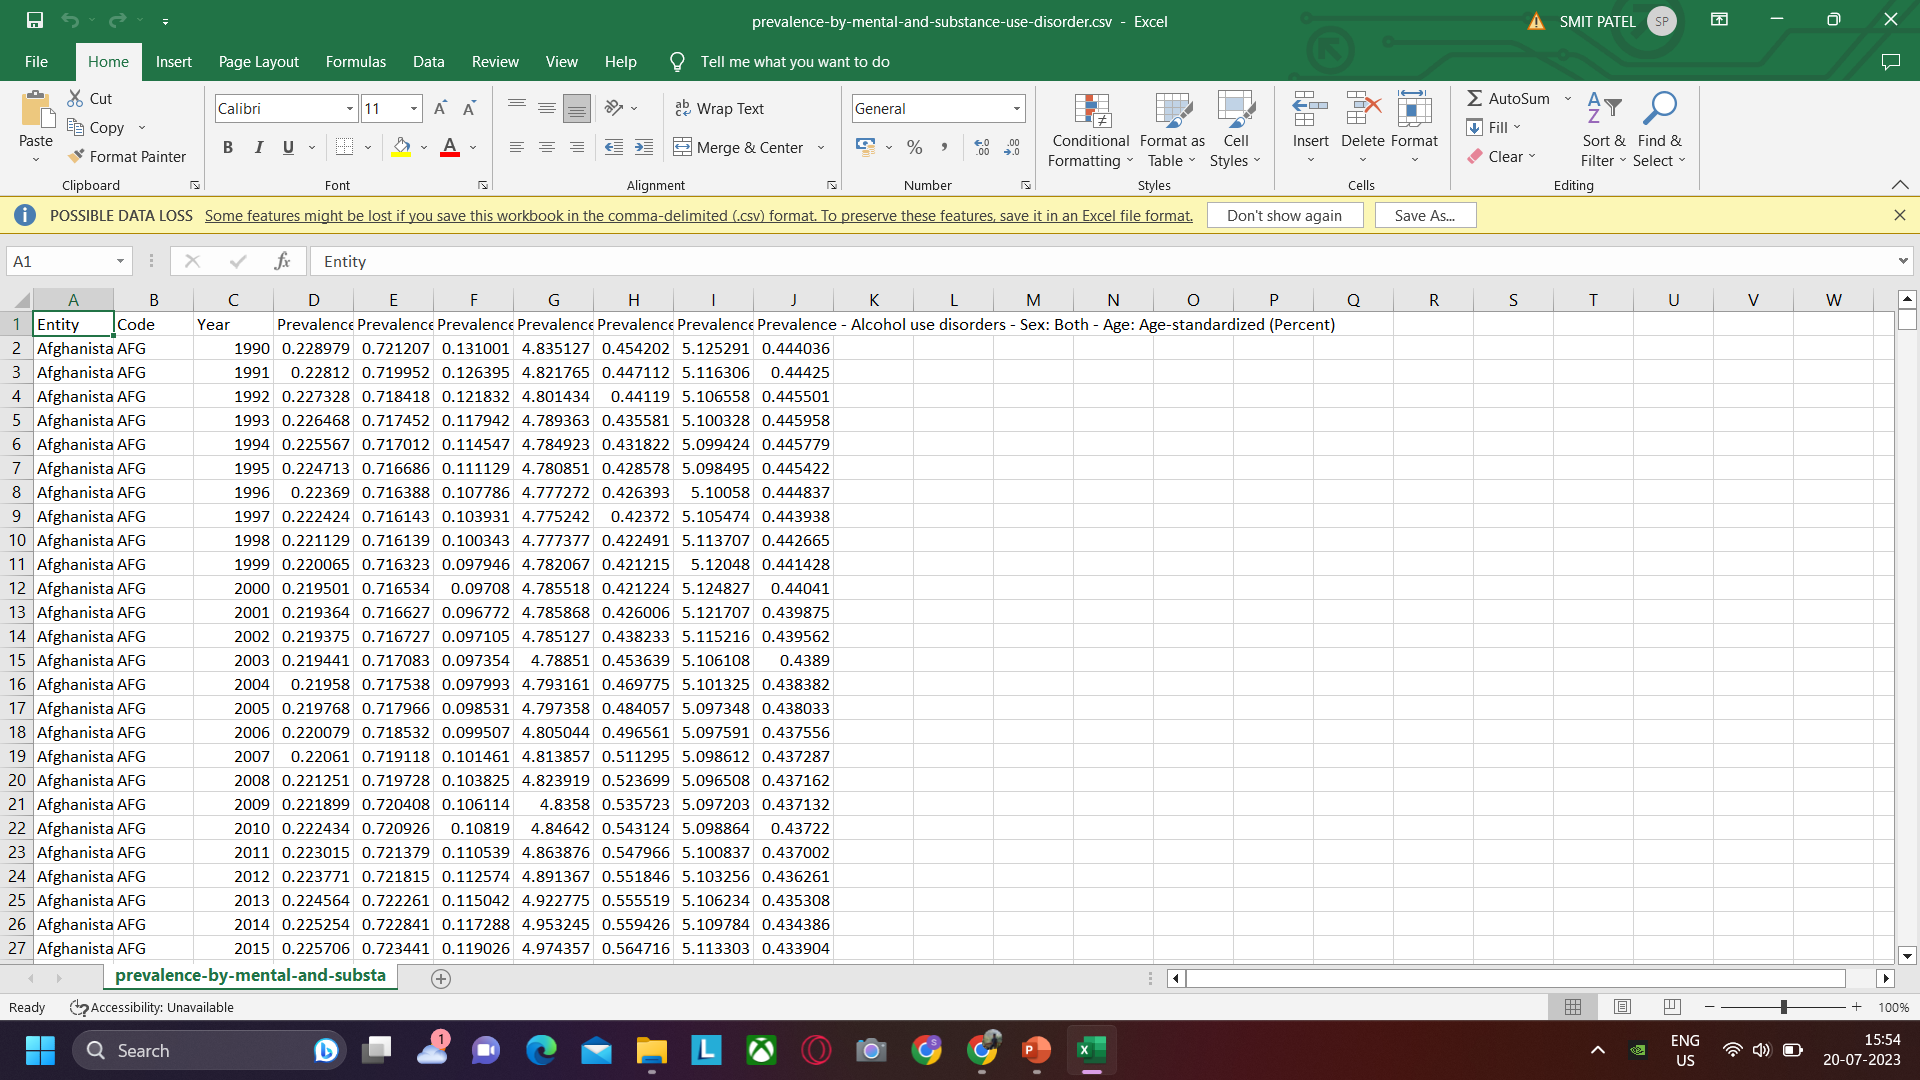 prevalence-by-mental-and-substance-use-disorder.csv - Excel
SMIT PATEL SP
File Home Insert Page Layout Formulas Data Review View Help Tell me what you want to do
Paste Cut Copy Format Painter Clipboard
Calibri 11 B I U A Font
Wrap Text Merge & Center Alignment
General % , Number
Conditional Formatting Format as Table Cell Styles Styles
Insert Delete Format Cells
AutoSum Fill Clear Sort & Filter Find & Select Editing
POSSIBLE DATA LOSS Some features might be lost if you save this workbook in the comma-delimited (.csv) format. To preserve these features, save it in an Excel file format. Don't show again Save As...
A1 fx Entity
A B C D E F G H I J K L M N O P Q R S T U V W
1 Entity Code Year Prevalence Prevalence Prevalence Prevalence Prevalence Prevalence Prevalence - Alcohol use disorders - Sex: Both - Age: Age-standardized (Percent)
2 Afghanista AFG 1990 0.228979 0.721207 0.131001 4.835127 0.454202 5.125291 0.444036
3 Afghanista AFG 1991 0.22812 0.719952 0.126395 4.821765 0.447112 5.116306 0.44425
4 Afghanista AFG 1992 0.227328 0.718418 0.121832 4.801434 0.44119 5.106558 0.445501
5 Afghanista AFG 1993 0.226468 0.717452 0.117942 4.789363 0.435581 5.100328 0.445958
6 Afghanista AFG 1994 0.225567 0.717012 0.114547 4.784923 0.431822 5.099424 0.445779
7 Afghanista AFG 1995 0.224713 0.716686 0.111129 4.780851 0.428578 5.098495 0.445422
8 Afghanista AFG 1996 0.22369 0.716388 0.107786 4.777272 0.426393 5.10058 0.444837
9 Afghanista AFG 1997 0.222424 0.716143 0.103931 4.775242 0.42372 5.105474 0.443938
10 Afghanista AFG 1998 0.221129 0.716139 0.100343 4.777377 0.422491 5.113707 0.442665
11 Afghanista AFG 1999 0.220065 0.716323 0.097946 4.782067 0.421215 5.12048 0.441428
12 Afghanista AFG 2000 0.219501 0.716534 0.09708 4.785518 0.421224 5.124827 0.44041
13 Afghanista AFG 2001 0.219364 0.716627 0.096772 4.785868 0.426006 5.121707 0.439875
14 Afghanista AFG 2002 0.219375 0.716727 0.097105 4.785127 0.438233 5.115216 0.439562
15 Afghanista AFG 2003 0.219441 0.717083 0.097354 4.78851 0.453639 5.106108 0.4389
16 Afghanista AFG 2004 0.21958 0.717538 0.097993 4.793161 0.469775 5.101325 0.438382
17 Afghanista AFG 2005 0.219768 0.717966 0.098531 4.797358 0.484057 5.097348 0.438033
18 Afghanista AFG 2006 0.220079 0.718532 0.099507 4.805044 0.496561 5.097591 0.437556
19 Afghanista AFG 2007 0.22061 0.719118 0.101461 4.813857 0.511295 5.098612 0.437287
20 Afghanista AFG 2008 0.221251 0.719728 0.103825 4.823919 0.523699 5.096508 0.437162
21 Afghanista AFG 2009 0.221899 0.720408 0.106114 4.8358 0.535723 5.097203 0.437132
22 Afghanista AFG 2010 0.222434 0.720926 0.10819 4.84642 0.543124 5.098864 0.43722
23 Afghanista AFG 2011 0.223015 0.721379 0.110539 4.863876 0.547966 5.100837 0.437002
24 Afghanista AFG 2012 0.223771 0.721815 0.112574 4.891367 0.551846 5.103256 0.436261
25 Afghanista AFG 2013 0.224564 0.722261 0.115042 4.922775 0.555519 5.106234 0.435308
26 Afghanista AFG 2014 0.225254 0.722841 0.117288 4.953245 0.559426 5.109784 0.434386
27 Afghanista AFG 2015 0.225706 0.723441 0.119026 4.974357 0.564716 5.113303 0.433904
prevalence-by-mental-and-substa
Ready Accessibility: Unavailable 100%
Search 1 ENG US 15:54 20-07-2023